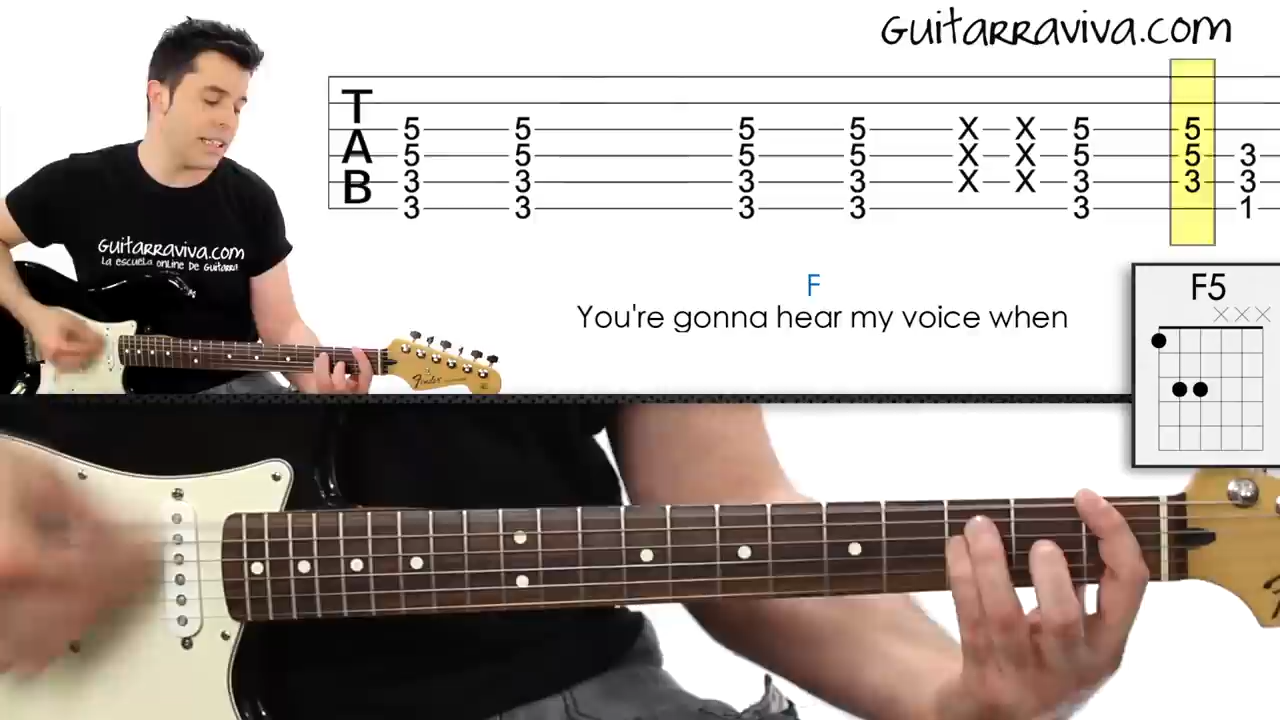 Guitarraviva.com
T
A
B
5 5 5 5 X X 5 5
5 5 5 5 X X 5 5 3
3 3 3 3 X X 3 3 3
3 3 3 3 3 1
Guitarraviva.com
La escuela online de guitarra!
F
You're gonna hear my voice when
F5
XXX
Fender